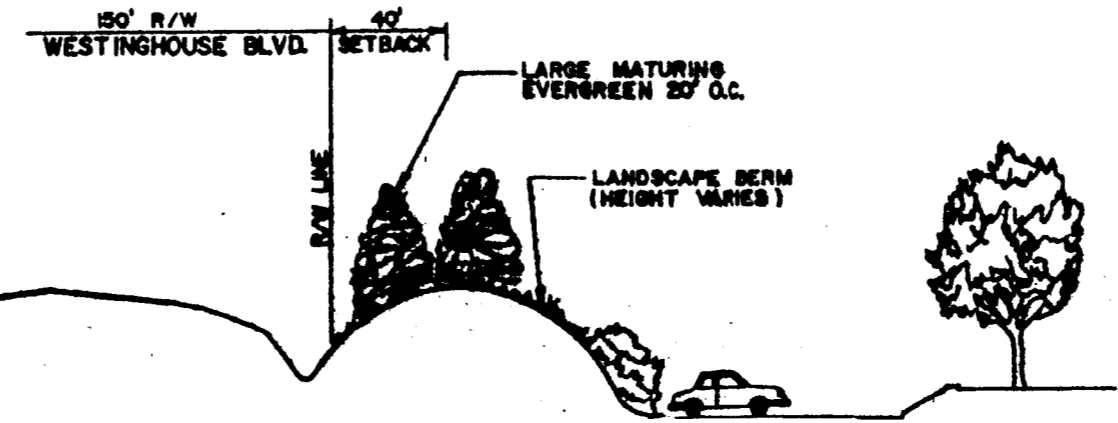 150' R/W
WESTINGHOUSE BLVD.
40'
SETBACK
LARGE MATURING
EVERGREEN 20' O.C.
R/W LINE
LANDSCAPE BERM
(HEIGHT VARIES)